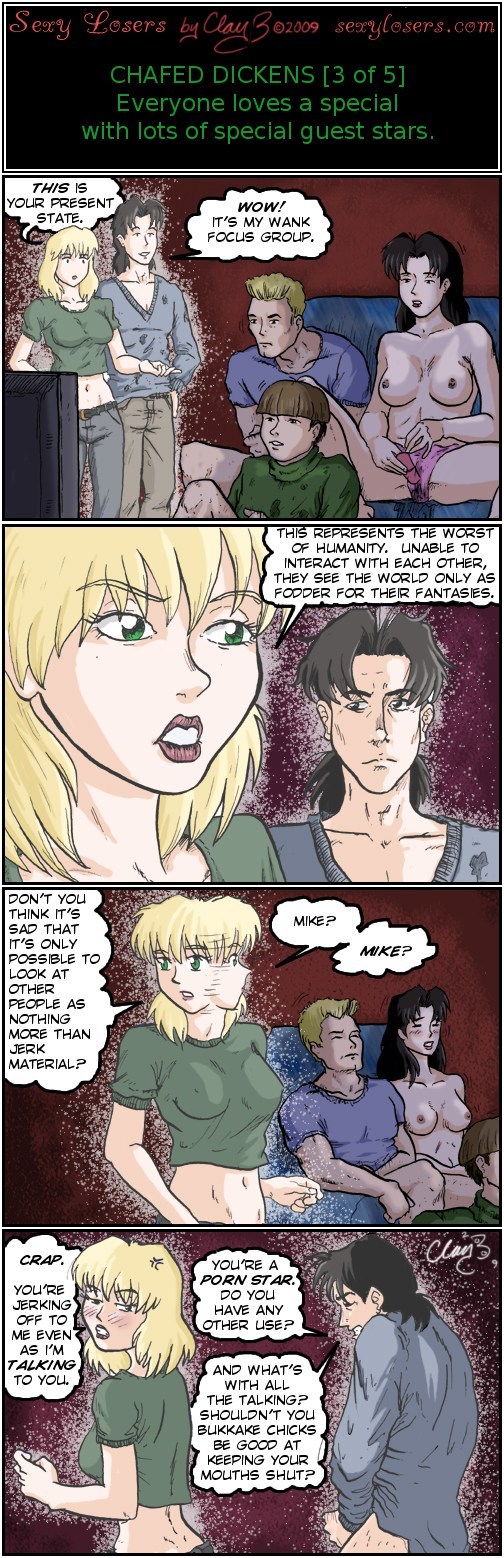 Sexy Losers by Clay B ©2009 sexylosers.com
CHAFED DICKENS [3 of 5]
Everyone loves a special
with lots of special guest stars.
THIS IS
YOUR PRESENT
STATE.
WOW!
IT'S MY WANK
FOCUS GROUP.
THIS REPRESENTS THE WORST
OF HUMANITY. UNABLE TO
INTERACT WITH EACH OTHER,
THEY SEE THE WORLD ONLY AS
FODDER FOR THEIR FANTASIES.
DON'T YOU
THINK IT'S
SAD THAT
IT'S ONLY
POSSIBLE TO
LOOK AT
OTHER
PEOPLE AS
NOTHING
MORE THAN
JERK
MATERIAL?
MIKE?
MIKE?
CRAP.
YOU'RE
JERKING
OFF TO
ME EVEN
AS I'M
TALKING
TO YOU.
YOU'RE A
PORN STAR.
DO YOU
HAVE ANY
OTHER USE?
AND WHAT'S
WITH ALL
THE TALKING?
SHOULDN'T YOU
BUKKAKE CHICKS
BE GOOD AT
KEEPING YOUR
MOUTHS SHUT?
Clay B